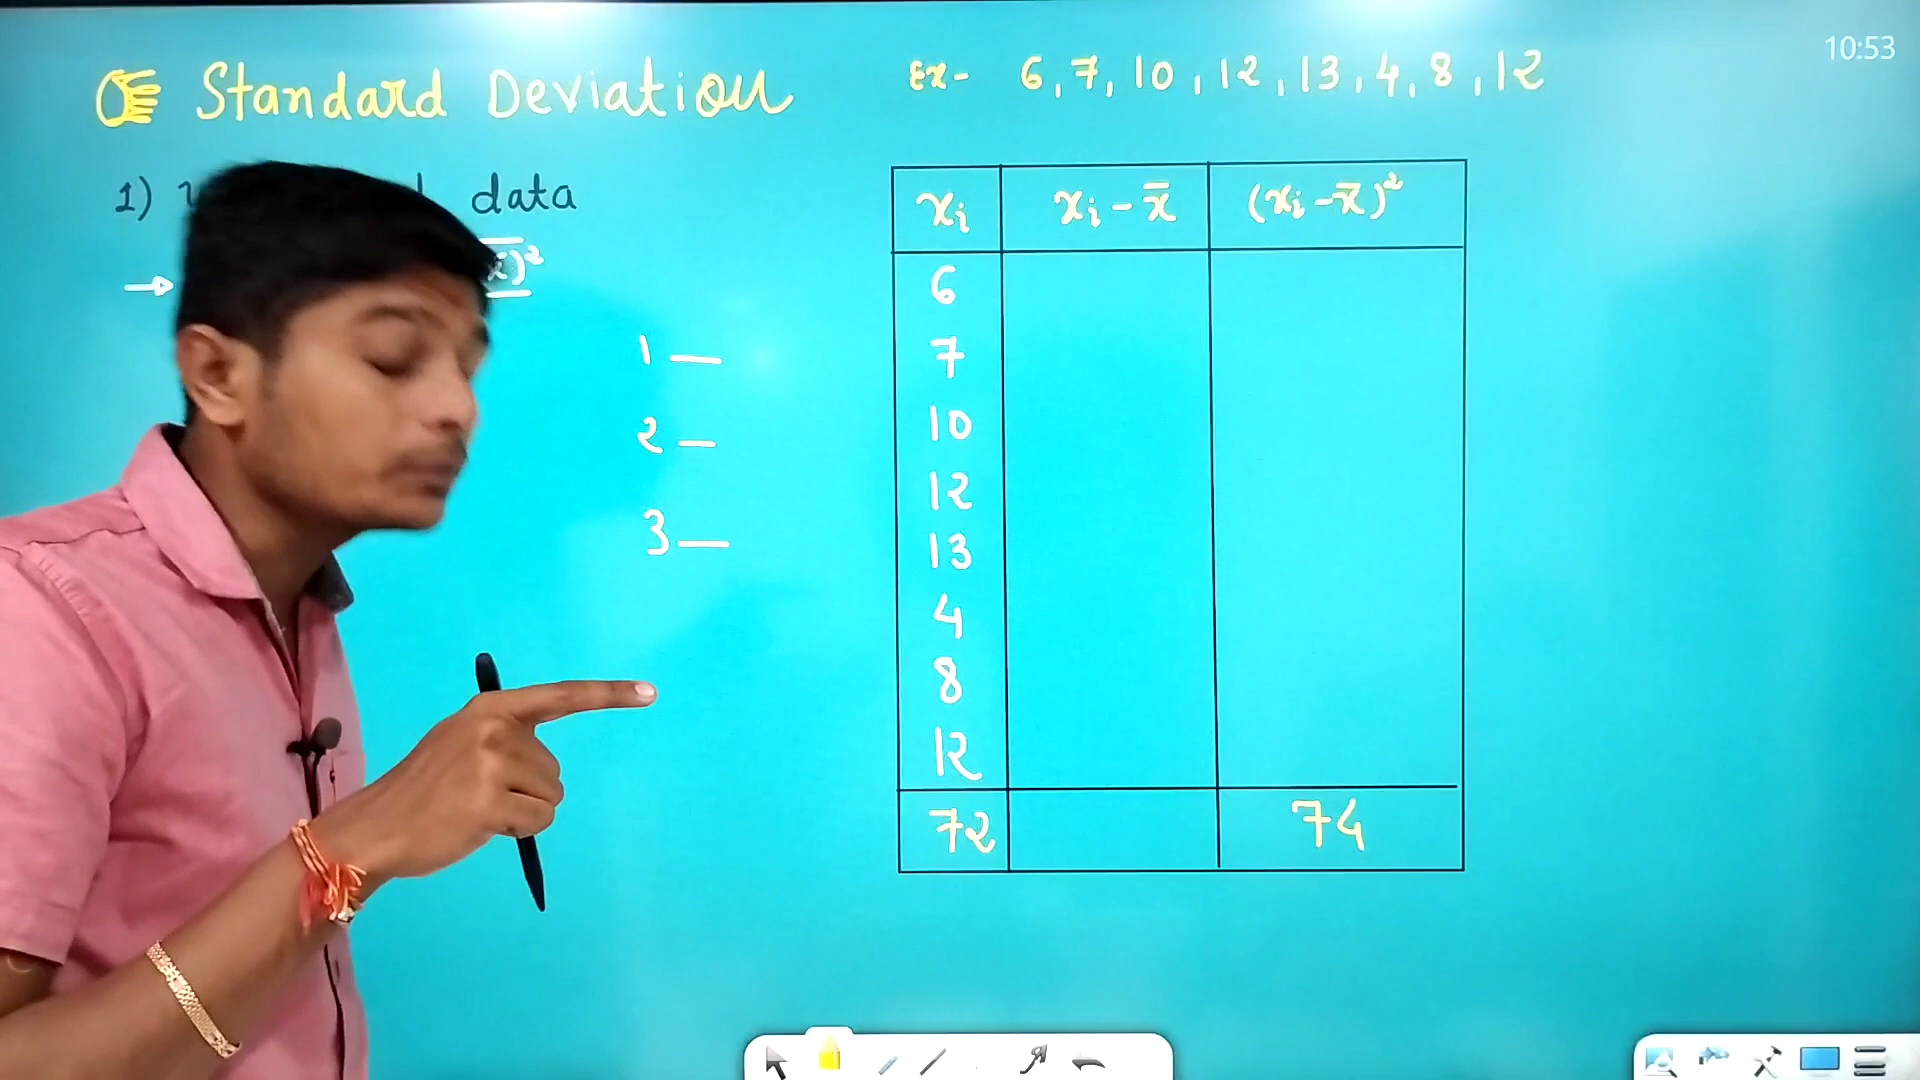 Standard Deviation
Ex- 6, 7, 10, 12, 13, 4, 8, 12
10:53
1) data
→ x̄)²
1 —
2 —
3 —
xᵢ xᵢ - x̄ (xᵢ - x̄)²
6
7
10
12
13
4
8
12
72 74